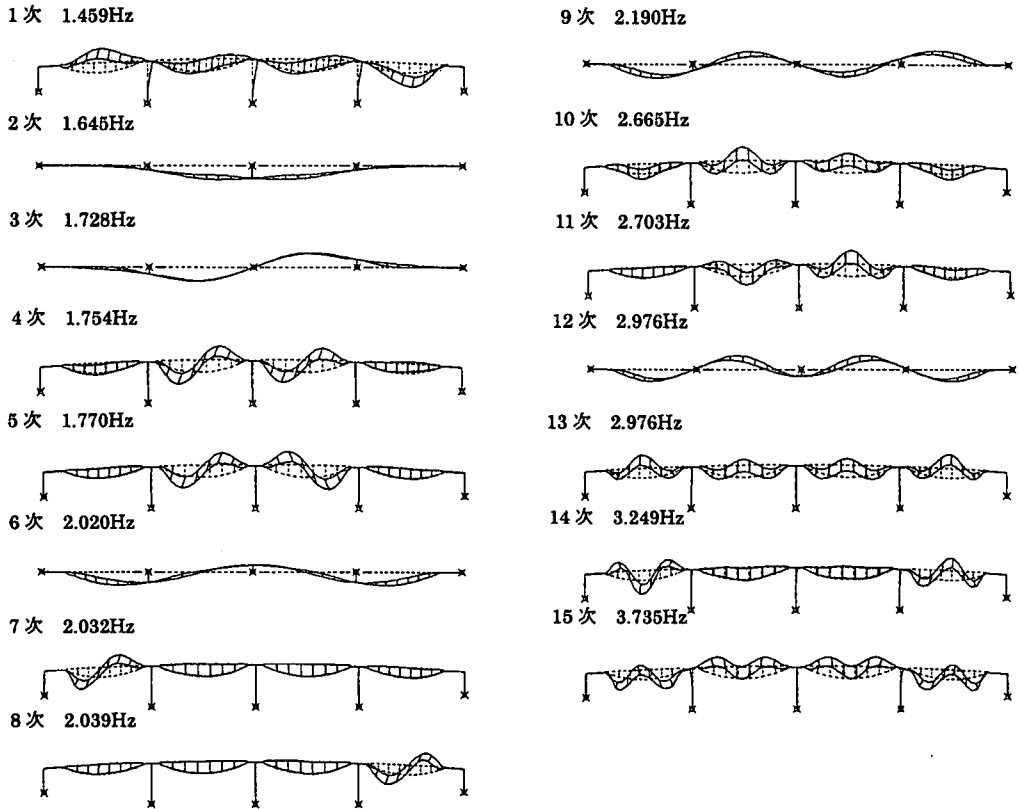 1次 1.459Hz
2次 1.645Hz
3次 1.728Hz
4次 1.754Hz
5次 1.770Hz
6次 2.020Hz
7次 2.032Hz
8次 2.039Hz
9次 2.190Hz
10次 2.665Hz
11次 2.703Hz
12次 2.976Hz
13次 2.976Hz
14次 3.249Hz
15次 3.735Hz